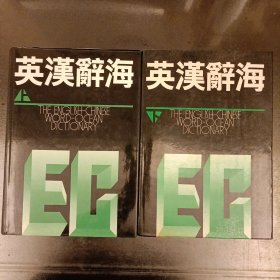 英漢辭海
上
THE ENGLISH-CHINESE
WORD-OCEAN
DICTIONARY
EC
英漢辭海
下
THE ENGLISH-CHINESE
WORD-OCEAN
DICTIONARY
EC